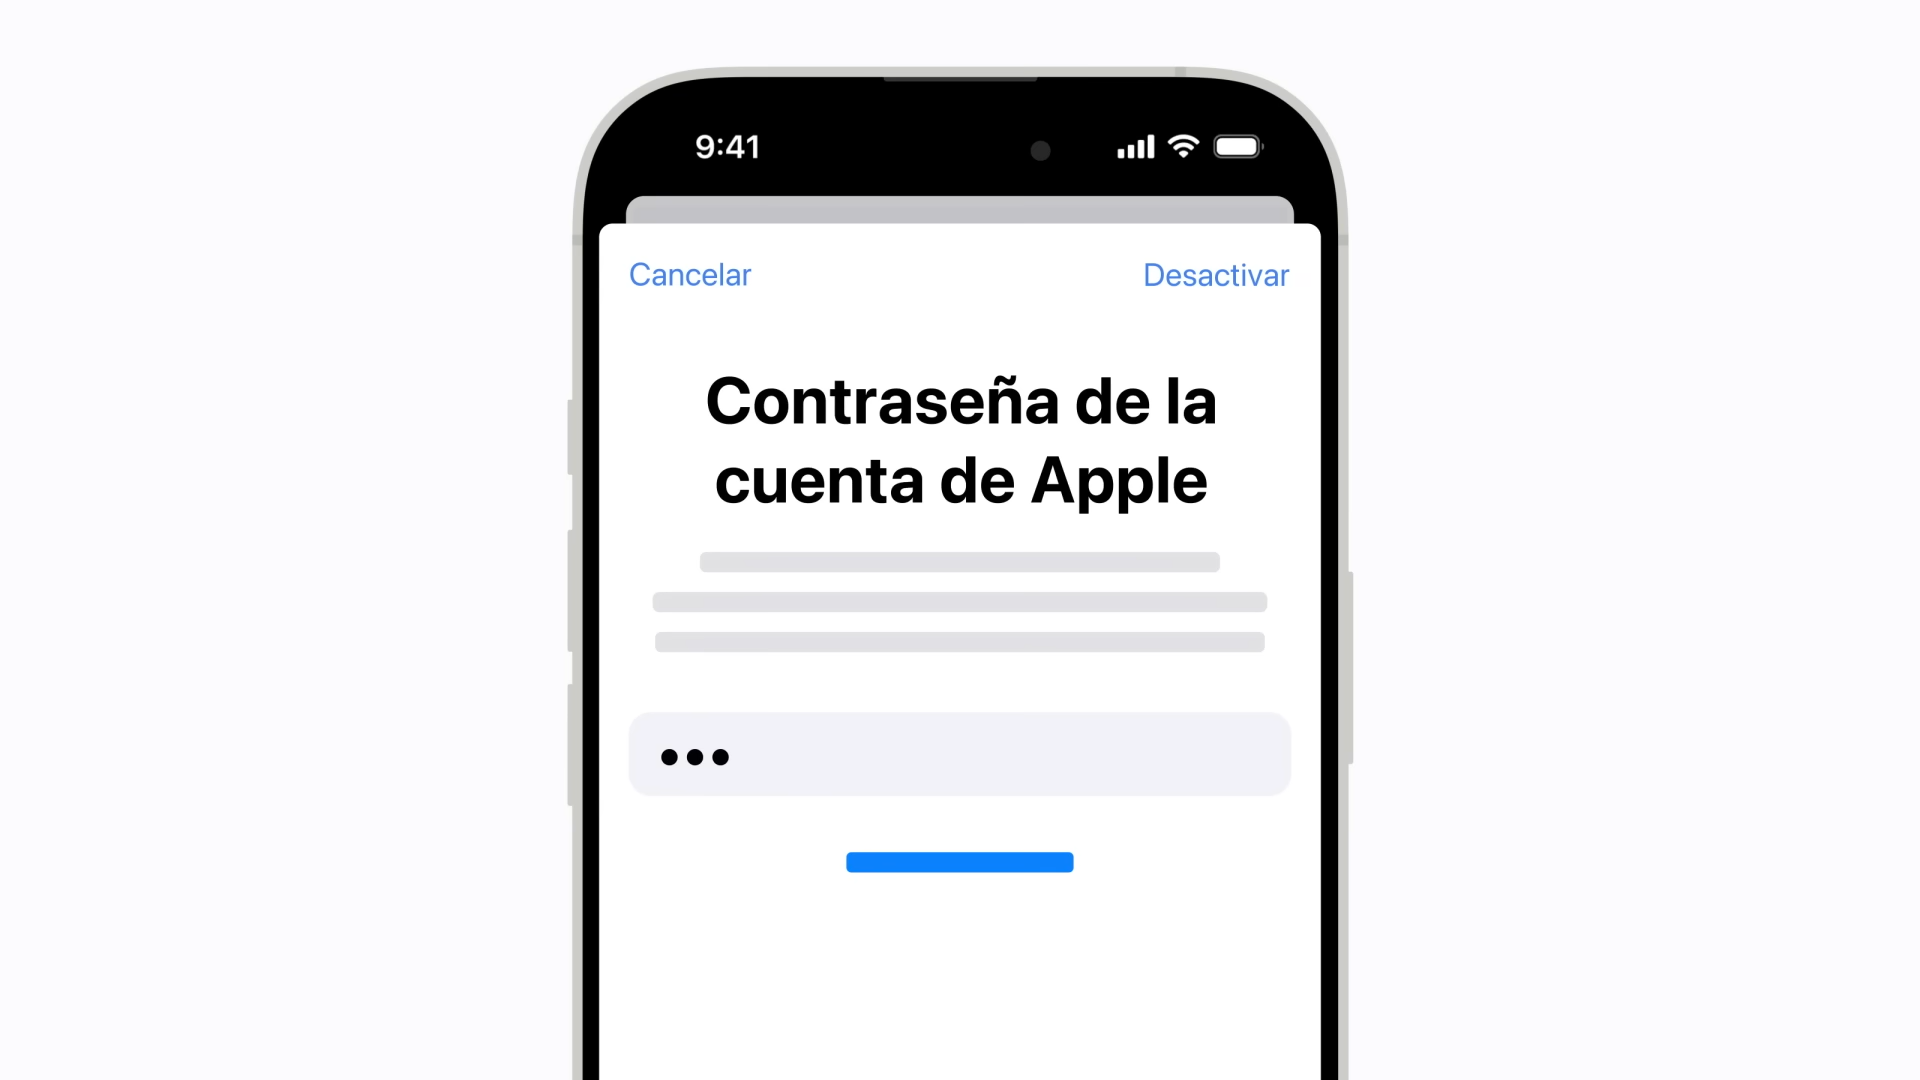 9:41
Cancelar
Desactivar
Contraseña de la
cuenta de Apple